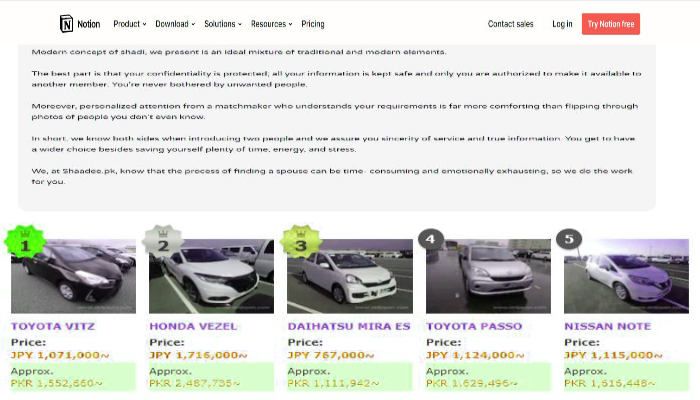 Notion
Product Download Solutions Resources Pricing
Contact sales Log in Try Notion free
Modern concept of shadi, we present is an ideal mixture of traditional and modern elements.
The best part is that your confidentiality is protected; all your information is kept safe and only you are authorized to make it available to
another member. You're never bothered by unwanted people.
Moreover, personalized attention from a matchmaker who understands your requirements is far more comforting than flipping through
photos of people you don't even know.
In short, we know both sides when introducing two people and we assure you sincerity of service and true information. You get to have
a wider choice besides saving yourself plenty of time, energy, and stress.
We, at Shaadee.pk, know that the process of finding a spouse can be time- consuming and emotionally exhausting, so we do the work
for you.
1 2 3 4 5
TOYOTA VITZ HONDA VEZEL DAIHATSU MIRA ES TOYOTA PASSO NISSAN NOTE
Price: Price: Price: Price: Price:
JPY 1,071,000~ JPY 1,716,000~ JPY 767,000~ JPY 1,124,000~ JPY 1,115,000~
Approx. Approx. Approx. Approx. Approx.
PKR 1,552,660~ PKR 2,487,735~ PKR 1,111,942~ PKR 1,629,496~ PKR 1,616,448~